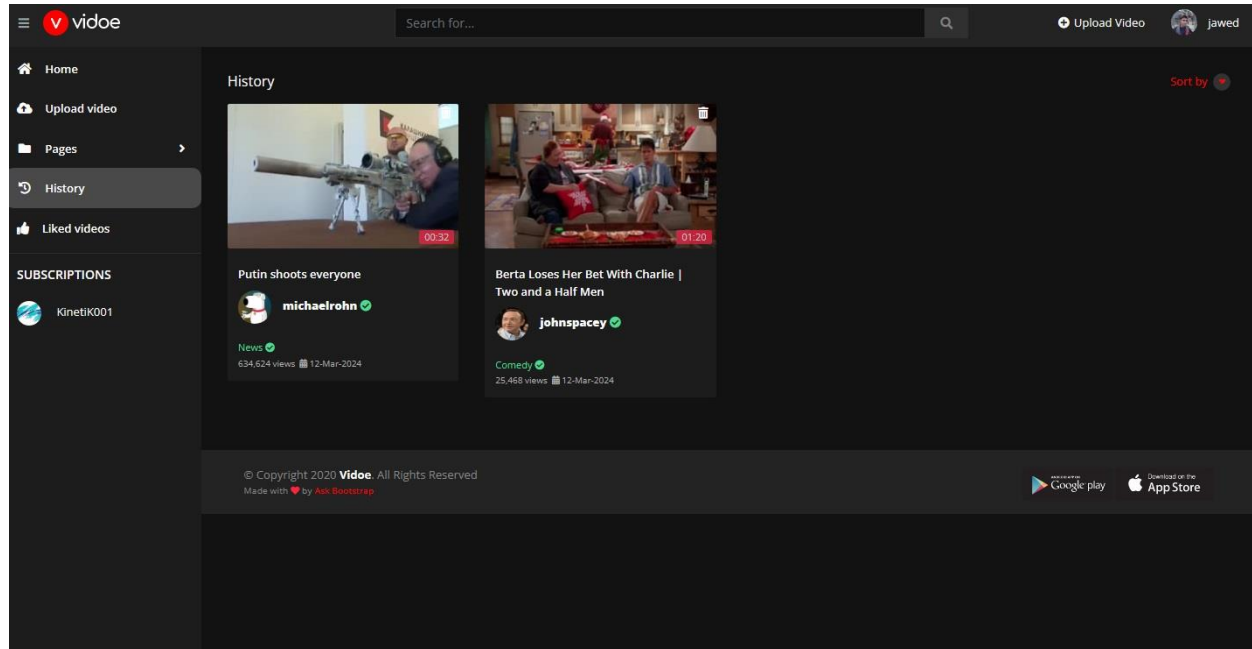 vidoe
Search for...
Upload Video
jawed
Home
Upload video
Pages
History
Liked videos
SUBSCRIPTIONS
KinetiK001
History
Sort by
00:32
01:20
Putin shoots everyone
michaelrohn
News
634,624 views 12-Mar-2024
Berta Loses Her Bet With Charlie |
Two and a Half Men
johnspacey
Comedy
25,468 views 12-Mar-2024
© Copyright 2020 Vidoe. All Rights Reserved
Made with by Ask Bootstrap
Google play
Download on the
App Store